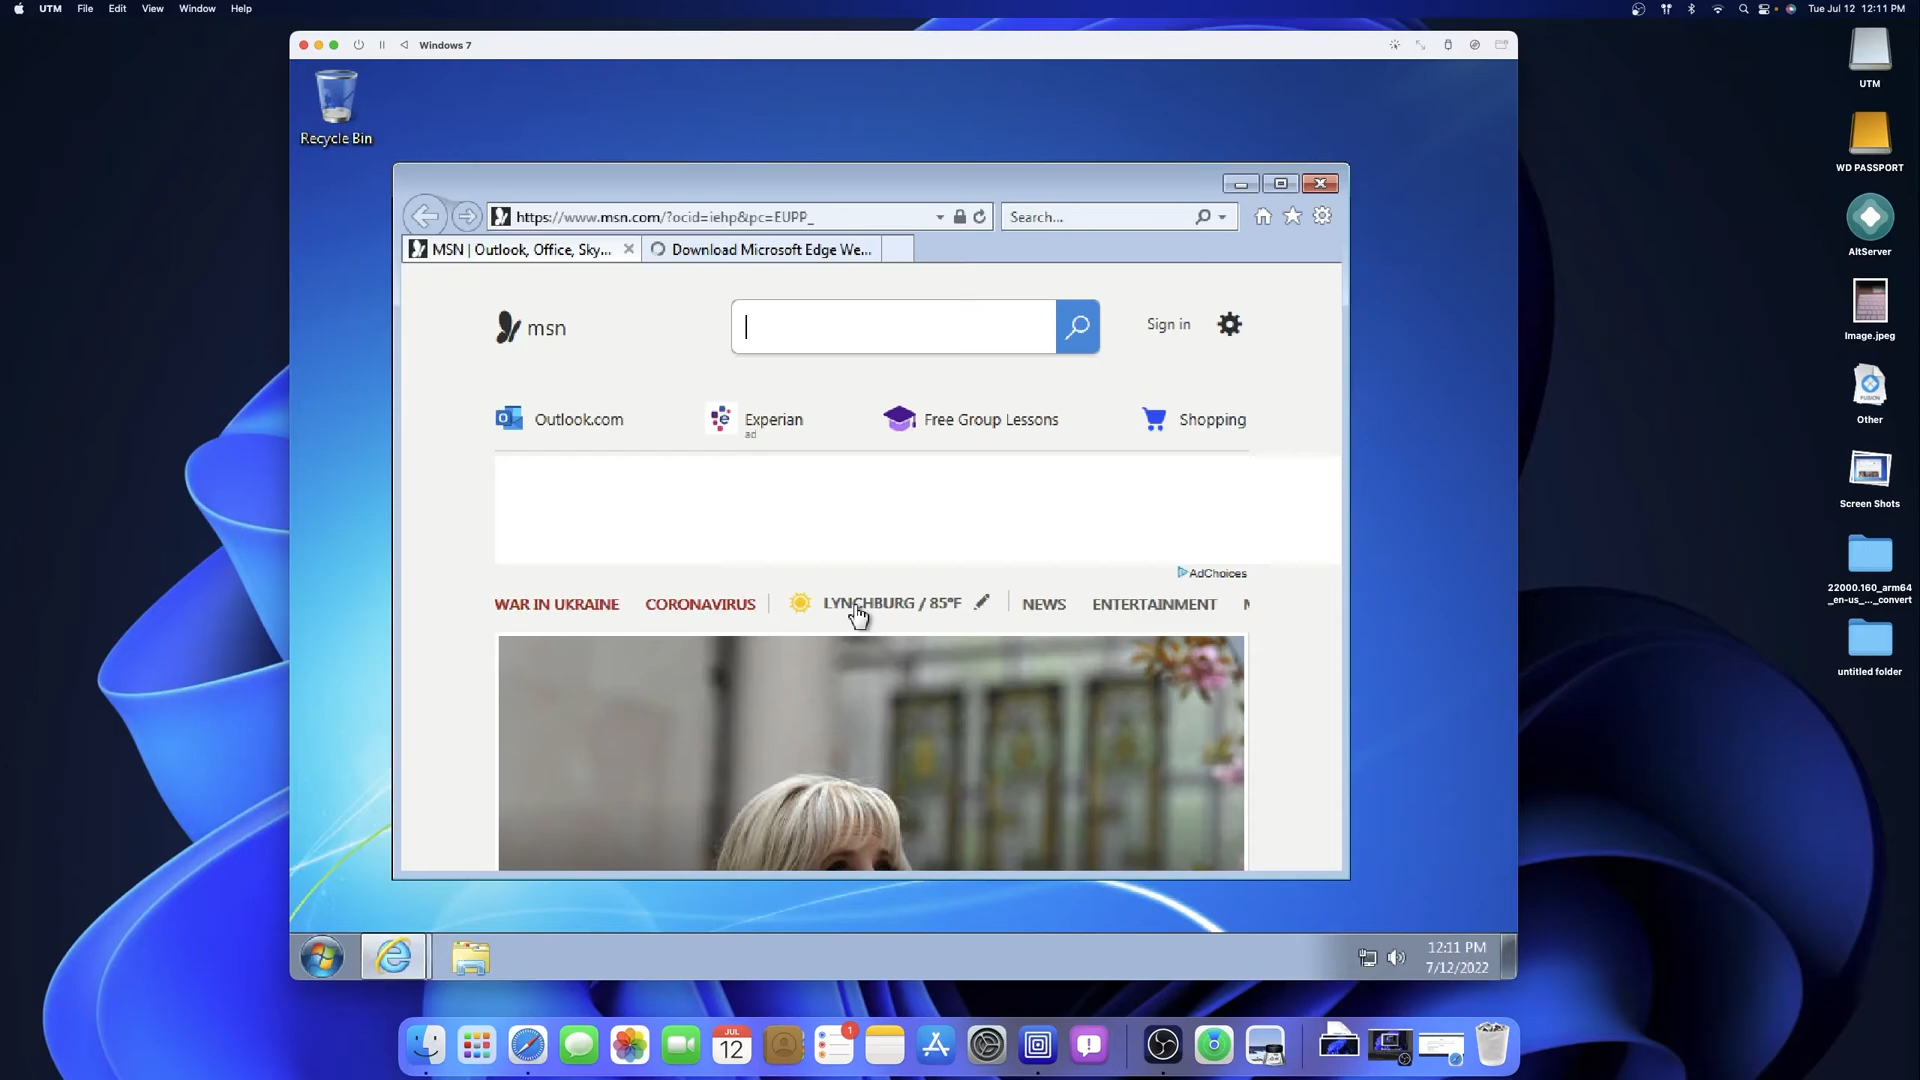 UTM File Edit View Window Help
Tue Jul 12 12:11 PM
Windows 7
Recycle Bin
https://www.msn.com/?ocid=iehp&pc=EUPP_
Search...
MSN | Outlook, Office, Sky...
Download Microsoft Edge We...
msn
Sign in
Outlook.com
Experian
ad
Free Group Lessons
Shopping
AdChoices
WAR IN UKRAINE CORONAVIRUS LYNCHBURG / 85°F NEWS ENTERTAINMENT
12:11 PM
7/12/2022
UTM
WD PASSPORT
AltServer
Image.jpeg
FUSION
Other
Screen Shots
22000.160_arm64
_en-us_..._convert
untitled folder
JUL
12
1